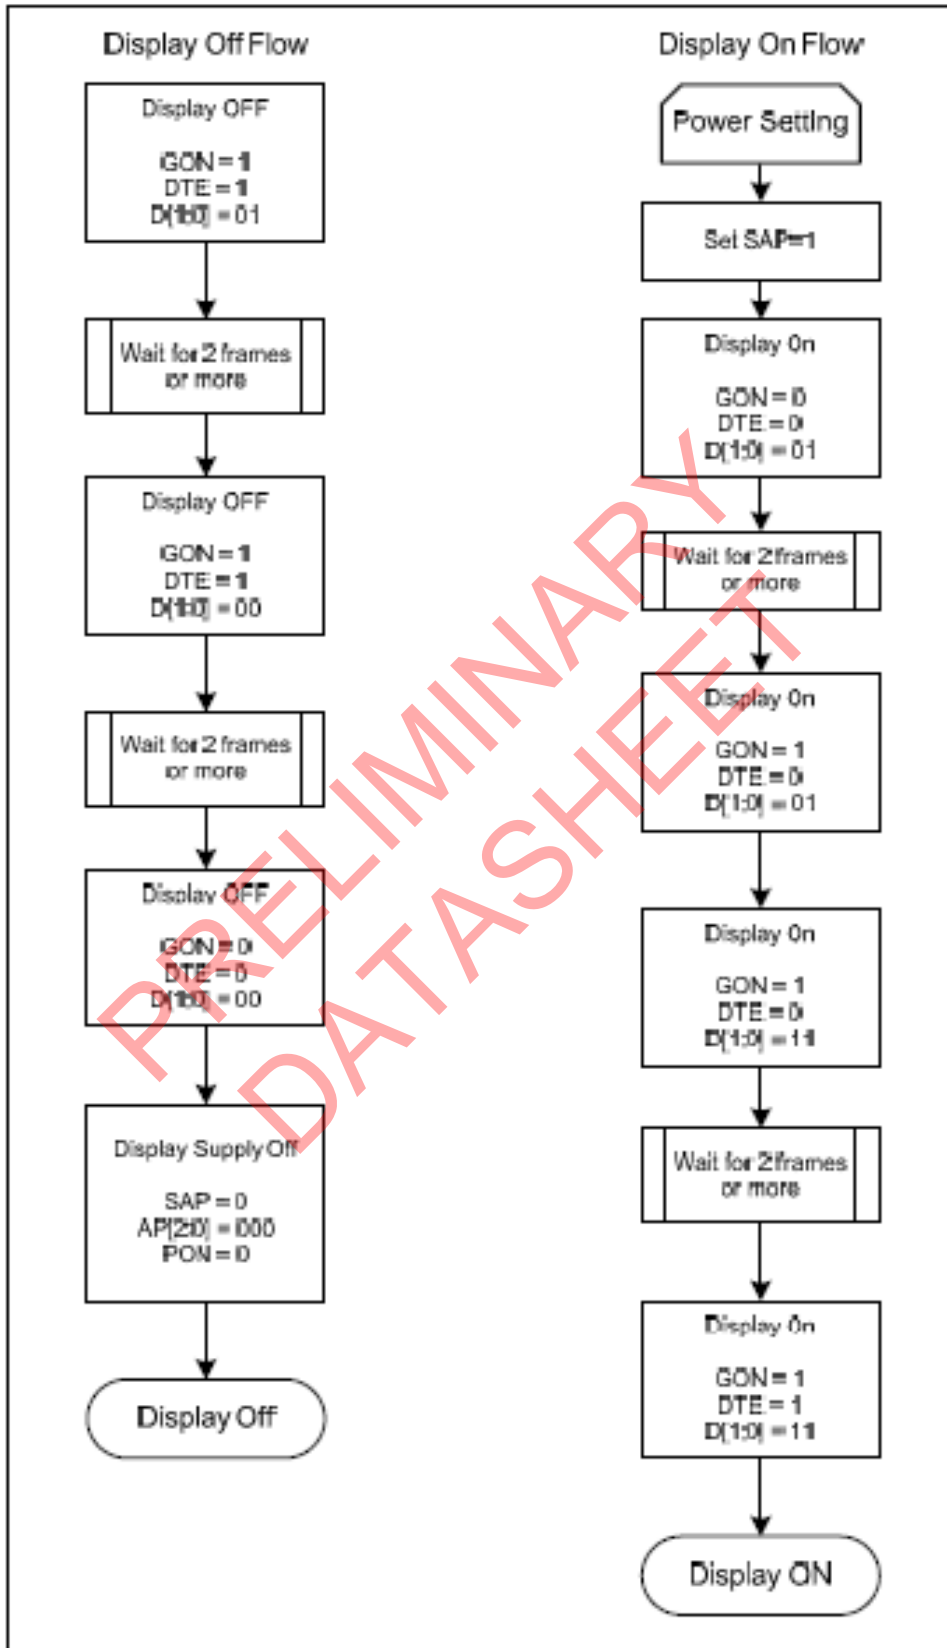 Display Off Flow
Display OFF
GON = 1
DTE = 1
D[1:0] = 01
Wait for 2 frames
or more
Display OFF
GON = 1
DTE = 1
D[1:0] = 00
Wait for 2 frames
or more
Display OFF
GON = 0
DTE = 0
D[1:0] = 00
Display Supply Off
SAP = 0
AP[2:0] = 000
PON = 0
Display Off
Display On Flow
Power Setting
Set SAP=1
Display On
GON = 0
DTE = 0
D[1:0] = 01
Wait for 2 frames
or more
Display On
GON = 1
DTE = 0
D[1:0] = 01
Display On
GON = 1
DTE = 0
D[1:0] = 11
Wait for 2 frames
or more
Display On
GON = 1
DTE = 1
D[1:0] = 11
Display ON
PRELIMINARY
DATASHEET